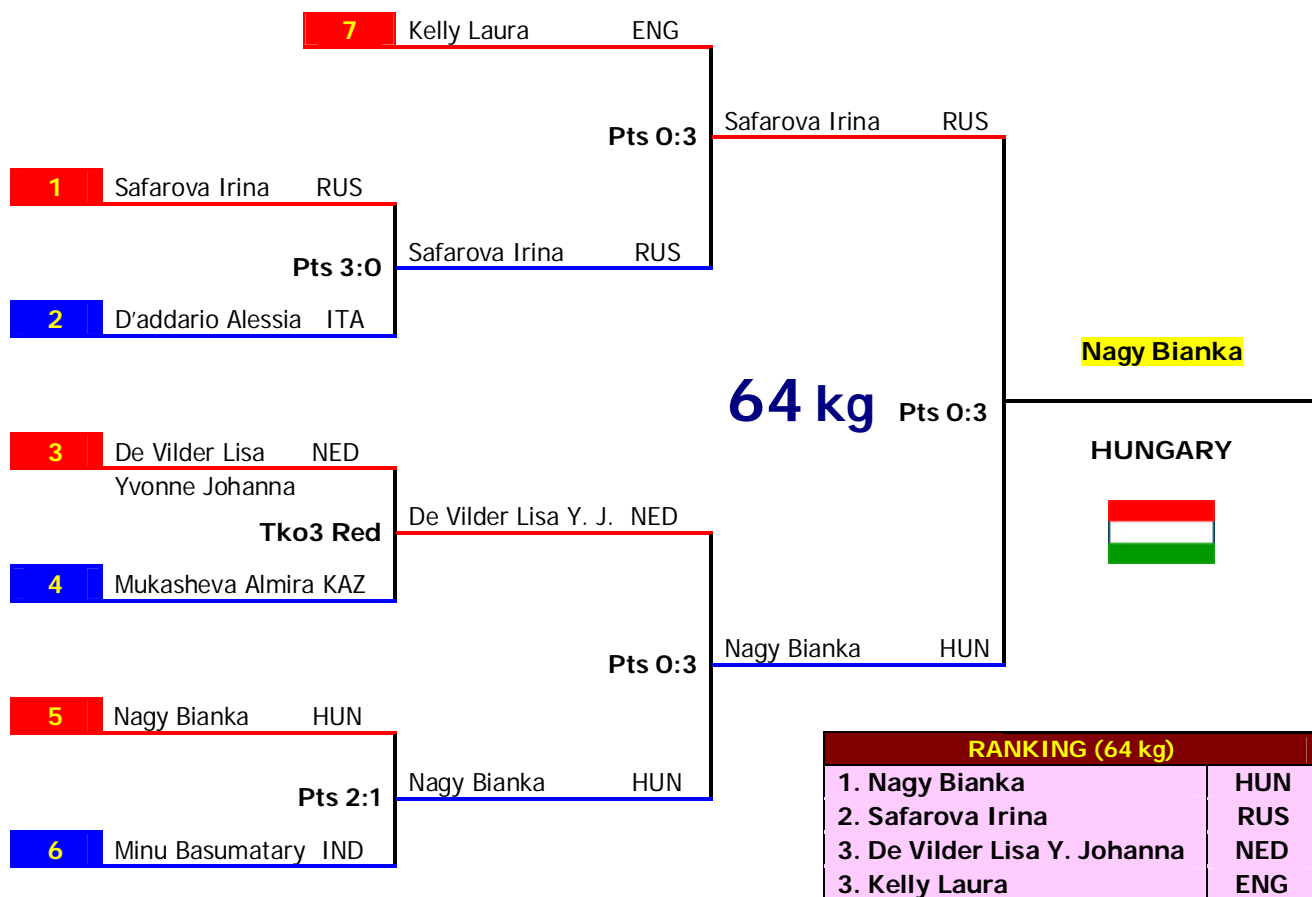 7 Kelly Laura ENG
Pts 0:3
Safarova Irina RUS
1 Safarova Irina RUS
Pts 3:0
Safarova Irina RUS
2 D'addario Alessia ITA
Nagy Bianka
64 kg Pts 0:3
HUNGARY
3 De Vilder Lisa NED
Yvonne Johanna
Tko3 Red
De Vilder Lisa Y. J. NED
4 Mukasheva Almira KAZ
Pts 0:3
Nagy Bianka HUN
5 Nagy Bianka HUN
Pts 2:1
Nagy Bianka HUN
6 Minu Basumatary IND
RANKING (64 kg)
1. Nagy Bianka HUN
2. Safarova Irina RUS
3. De Vilder Lisa Y. Johanna NED
3. Kelly Laura ENG